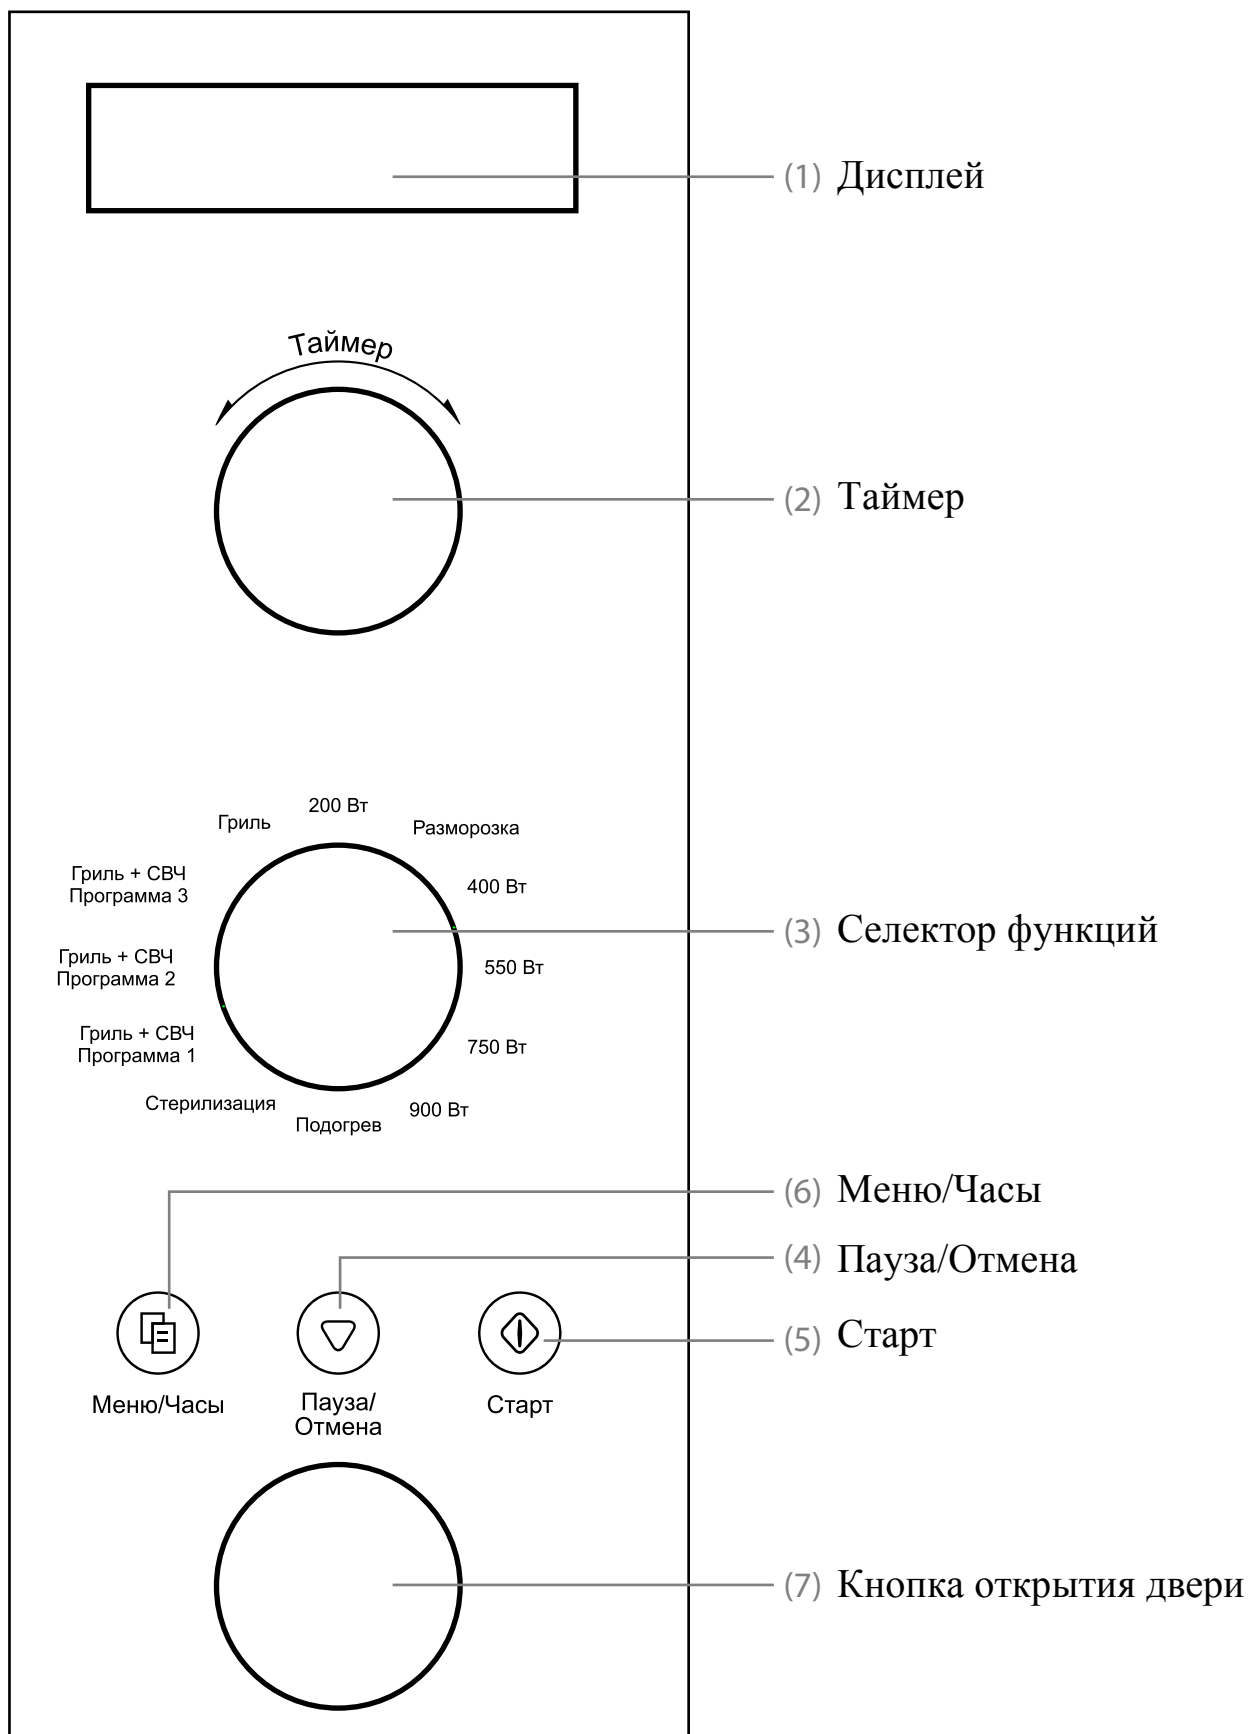 (1) Дисплей
Таймер
(2) Таймер
200 Вт
Гриль
Разморозка
Гриль + СВЧ
Программа 3
400 Вт
(3) Селектор функций
Гриль + СВЧ
Программа 2
550 Вт
Гриль + СВЧ
Программа 1
750 Вт
Стерилизация
900 Вт
Подогрев
(6) Меню/Часы
(4) Пауза/Отмена
(5) Старт
Меню/Часы
Пауза/
Отмена
Старт
(7) Кнопка открытия двери